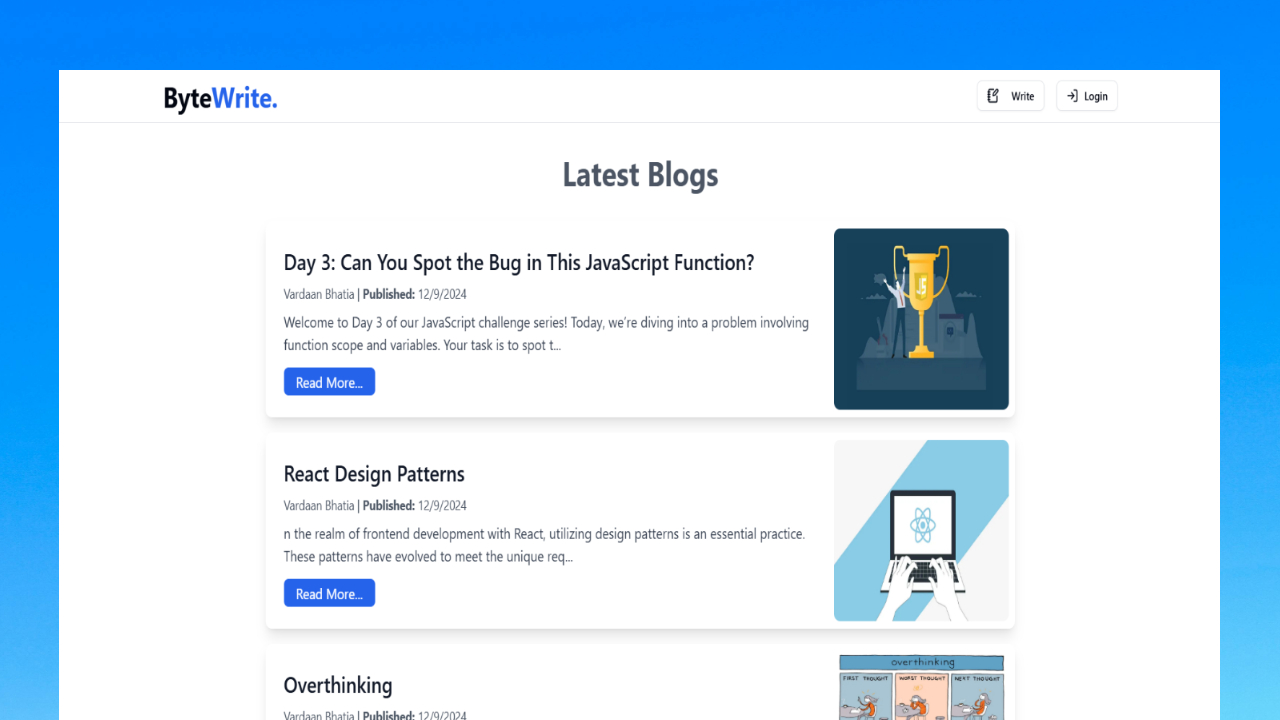 ByteWrite.
Write
Login
Latest Blogs
Day 3: Can You Spot the Bug in This JavaScript Function?
Vardaan Bhatia | Published: 12/9/2024
Welcome to Day 3 of our JavaScript challenge series! Today, we're diving into a problem involving
function scope and variables. Your task is to spot t...
Read More...
JS
React Design Patterns
Vardaan Bhatia | Published: 12/9/2024
n the realm of frontend development with React, utilizing design patterns is an essential practice.
These patterns have evolved to meet the unique req...
Read More...
Overthinking
Vardaan Bhatia | Published: 12/9/2024
overthinking
FIRST THOUGHT WORST THOUGHT NEXT THOUGHT